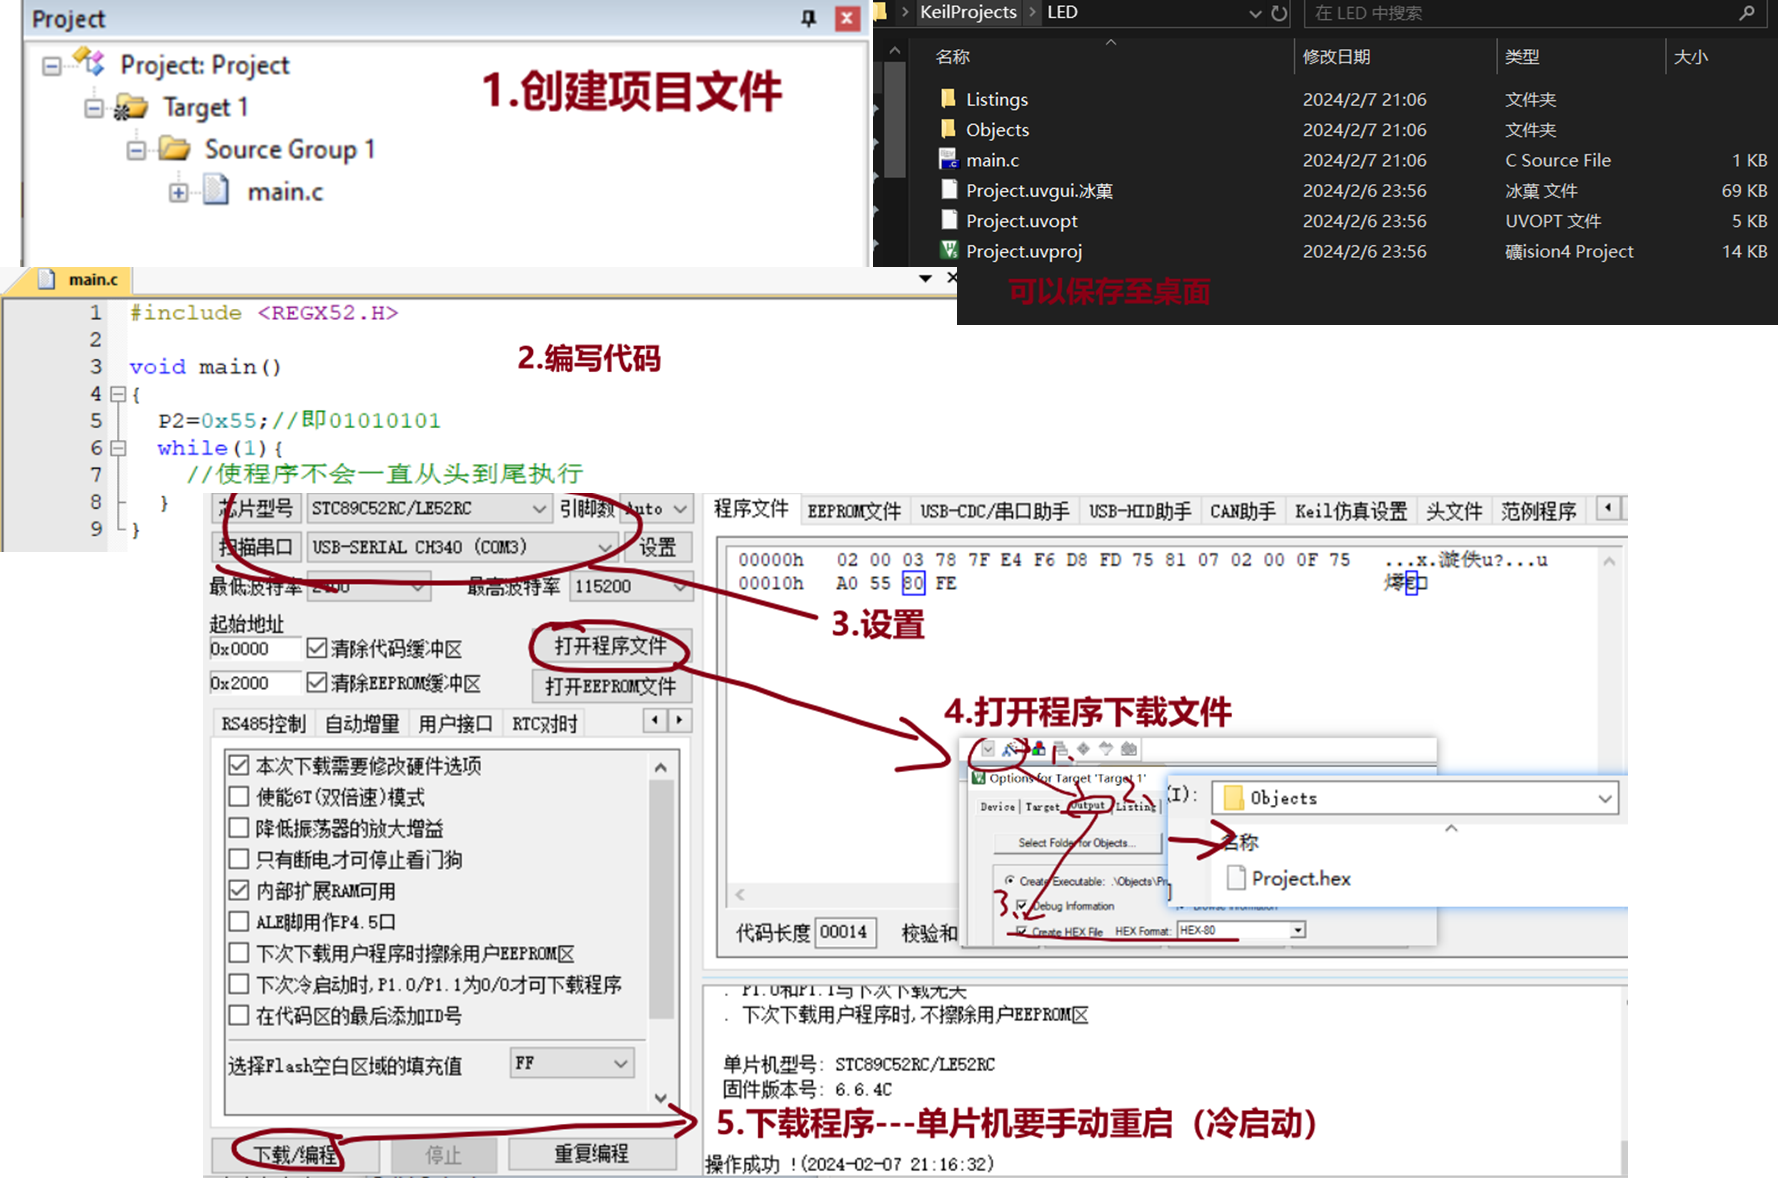 Project
Project: Project
Target 1
Source Group 1
main.c
1.创建项目文件
KeilProjects
LED
在 LED 中搜索
名称
修改日期
类型
大小
Listings
2024/2/7 21:06
文件夹
Objects
2024/2/7 21:06
文件夹
main.c
2024/2/7 21:06
C Source File
1 KB
Project.uvgui.冰菓
2024/2/6 23:56
冰菓 文件
69 KB
Project.uvopt
2024/2/6 23:56
UVOPT 文件
5 KB
Project.uvproj
2024/2/6 23:56
礦ision4 Project
14 KB
可以保存至桌面
main.c
1 #include <REGX52.H>
2
3 void main()
4 {
5 P2=0x55;//即01010101
6 while(1){
7 //使程序不会一直从头到尾执行
8 }
9 }
2.编写代码
芯片型号
STC89C52RC/LE52RC
引脚数
Auto
扫描串口
USB-SERIAL CH340 (COM3)
设置
最低波特率
2400
最高波特率
115200
3.设置
起始地址
0x0000
清除代码缓冲区
打开程序文件
0x2000
清除EEPROM缓冲区
打开EEPROM文件
RS485控制
自动增量
用户接口
RTC对时
本次下载需要修改硬件选项
使能6T(双倍速)模式
降低振荡器的放大增益
只有断电才可停止看门狗
内部扩展RAM可用
ALE脚用作P4.5口
下次下载用户程序时擦除用户EEPROM区
下次冷启动时,P1.0/P1.1为0/0才可下载程序
在代码区的最后添加ID号
选择Flash空白区域的填充值
FF
下载/编程
停止
重复编程
程序文件
EEPROM文件
USB-CDC/串口助手
USB-HID助手
CAN助手
Keil仿真设置
头文件
范例程序
00000h 02 00 03 78 7F E4 F6 D8 FD 75 81 07 02 00 0F 75 ...x.漩佚u?...u
00010h A0 55 80 FE
4.打开程序下载文件
1、
Options for Target 'Target 1'
2、
Device
Target
Output
Listing
Select Folder for Objects...
Create Executable: .\Objects\Pr
3、
Debug Information
Browse Information
Create HEX File
HEX Format:
HEX-80
(I):
Objects
名称
Project.hex
代码长度
00014
校验和
. P1.0和P1.1与下次下载无关
. 下次下载用户程序时,不擦除用户EEPROM区
单片机型号: STC89C52RC/LE52RC
固件版本号: 6.6.4C
5.下载程序---单片机要手动重启（冷启动）
操作成功 !(2024-02-07 21:16:32)